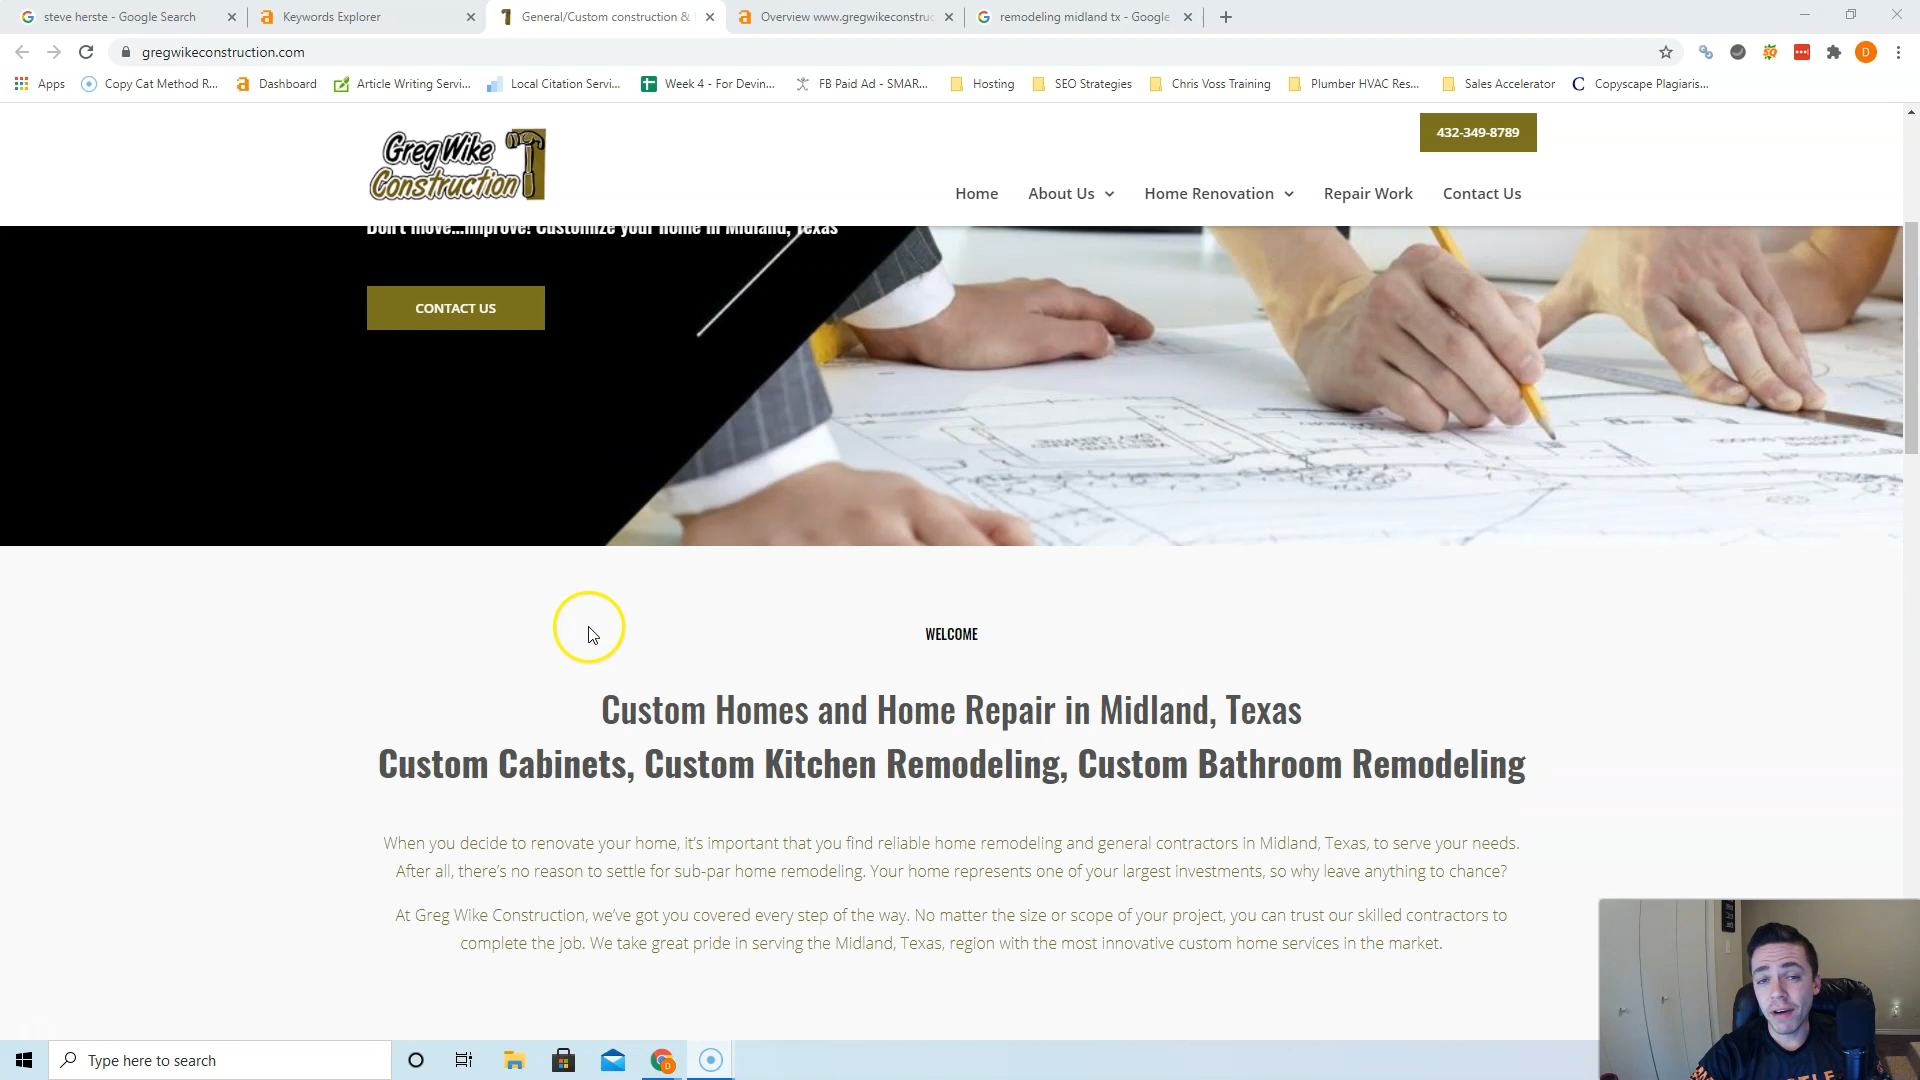 steve herste - Google Search
Keywords Explorer
General/Custom construction &
Overview www.gregwikeconstruc
remodeling midland tx - Google
gregwikeconstruction.com
D
Apps
Copy Cat Method R...
Dashboard
Article Writing Servi...
Local Citation Servi...
Week 4 - For Devin...
FB Paid Ad - SMAR...
Hosting
SEO Strategies
Chris Voss Training
Plumber HVAC Res...
Sales Accelerator
Copyscape Plagiaris...
Greg Wike
Construction
432-349-8789
Home
About Us
Home Renovation
Repair Work
Contact Us
Don't move...Improve! Customize your home in Midland, Texas
CONTACT US
WELCOME
Custom Homes and Home Repair in Midland, Texas
Custom Cabinets, Custom Kitchen Remodeling, Custom Bathroom Remodeling
When you decide to renovate your home, it's important that you find reliable home remodeling and general contractors in Midland, Texas, to serve your needs.
After all, there's no reason to settle for sub-par home remodeling. Your home represents one of your largest investments, so why leave anything to chance?
At Greg Wike Construction, we've got you covered every step of the way. No matter the size or scope of your project, you can trust our skilled contractors to
complete the job. We take great pride in serving the Midland, Texas, region with the most innovative custom home services in the market.
Type here to search